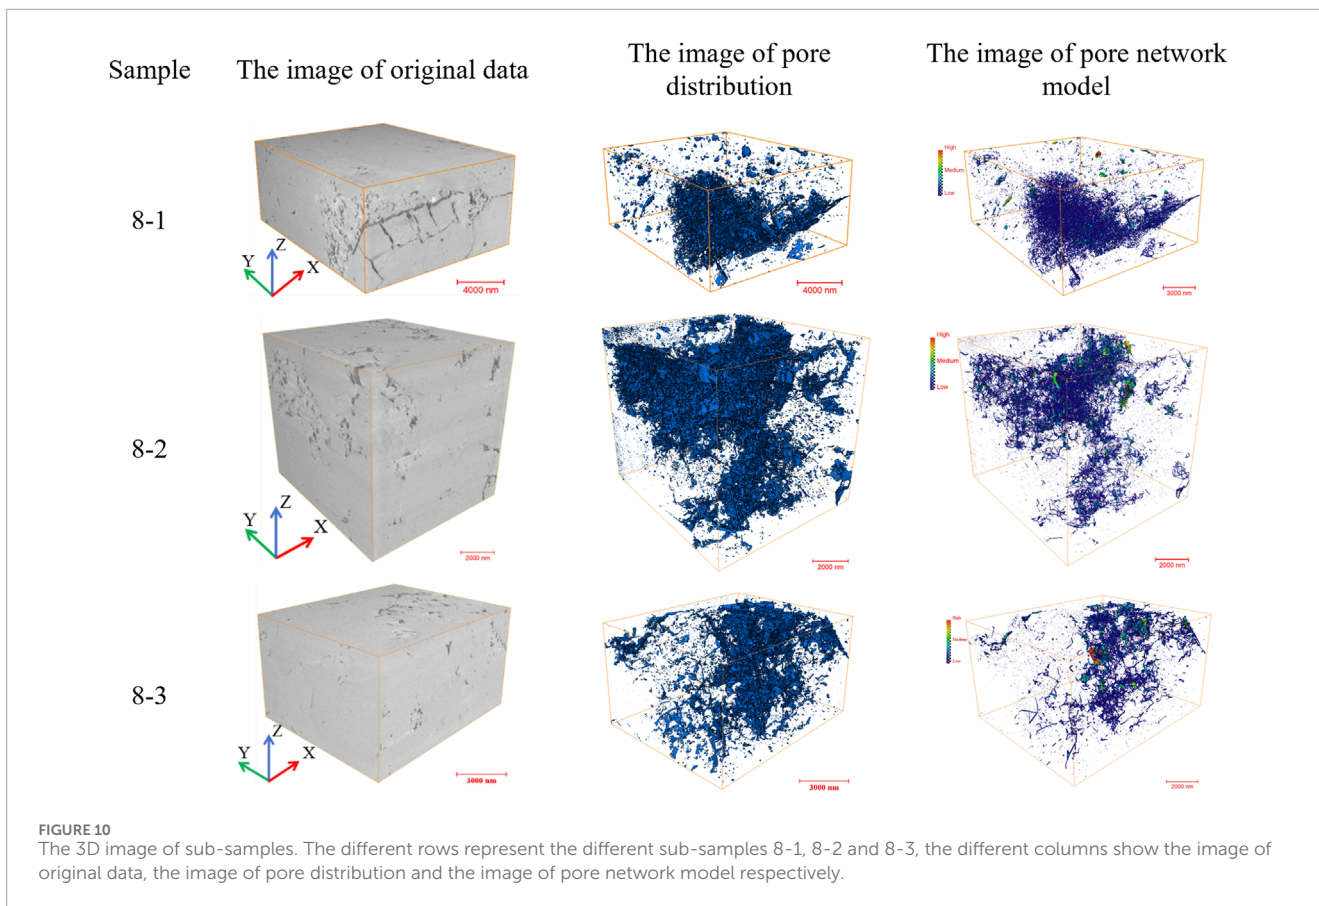 Sample
The image of original data
The image of pore
distribution
The image of pore network
model
8-1
Z
Y
X
4000 nm
4000 nm
High
Medium
Low
3000 nm
8-2
Z
Y
X
2000 nm
2000 nm
High
Medium
Low
2000 nm
8-3
Z
Y
X
3000 nm
3000 nm
High
Medium
Low
2000 nm
FIGURE 10
The 3D image of sub-samples. The different rows represent the different sub-samples 8-1, 8-2 and 8-3, the different columns show the image of
original data, the image of pore distribution and the image of pore network model respectively.